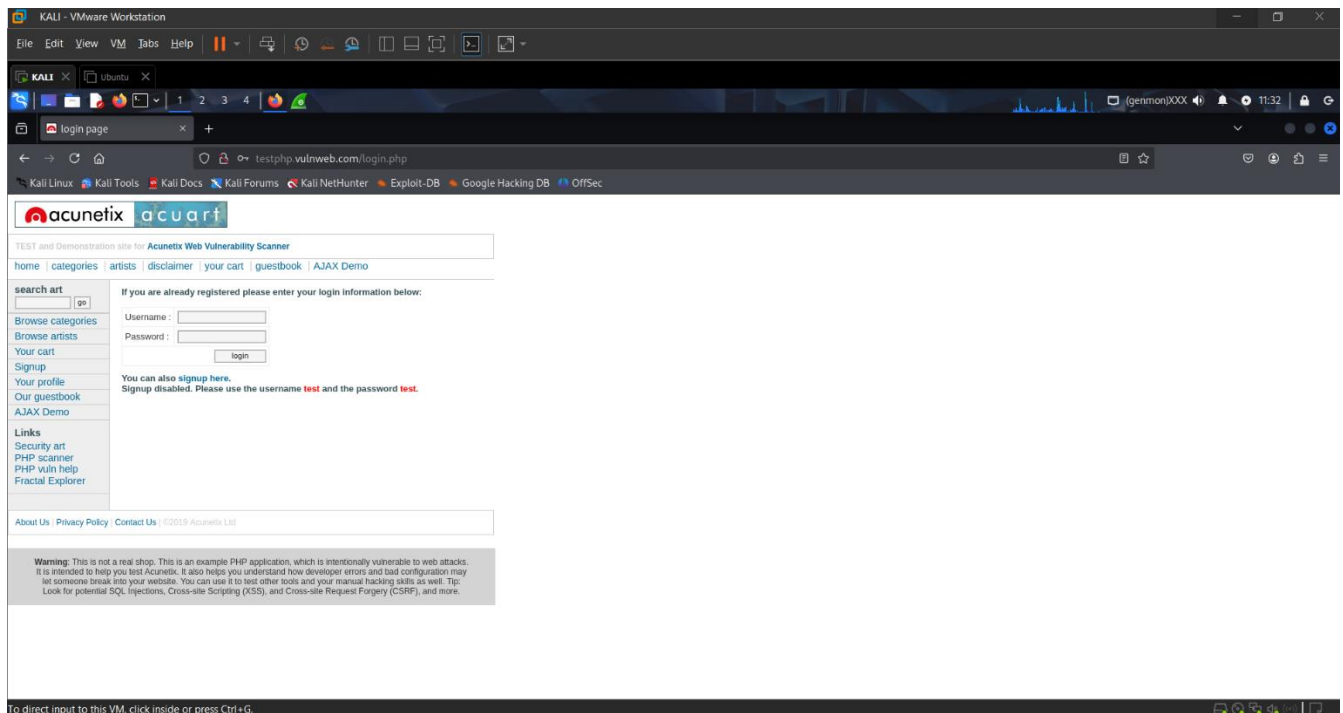 KALI - VMware Workstation
File Edit View VM Tabs Help
KALI Ubuntu
1 2 3 4 (genmon)XXX 11:32
login page
testphp.vulnweb.com/login.php
Kali Linux Kali Tools Kali Docs Kali Forums Kali NetHunter Exploit-DB Google Hacking DB OffSec
acunetix acuart
TEST and Demonstration site for Acunetix Web Vulnerability Scanner
home | categories | artists | disclaimer | your cart | guestbook | AJAX Demo
search art
go
Browse categories
Browse artists
Your cart
Signup
Your profile
Our guestbook
AJAX Demo
Links
Security art
PHP scanner
PHP vuln help
Fractal Explorer
If you are already registered please enter your login information below:
Username :
Password :
login
You can also signup here.
Signup disabled. Please use the username test and the password test.
About Us | Privacy Policy | Contact Us | ©2019 Acunetix Ltd
Warning: This is not a real shop. This is an example PHP application, which is intentionally vulnerable to web attacks.
It is intended to help you test Acunetix. It also helps you understand how developer errors and bad configuration may
let someone break into your website. You can use it to test other tools and your manual hacking skills as well. Tip:
Look for potential SQL Injections, Cross-site Scripting (XSS), and Cross-site Request Forgery (CSRF), and more.
To direct input to this VM, click inside or press Ctrl+G.